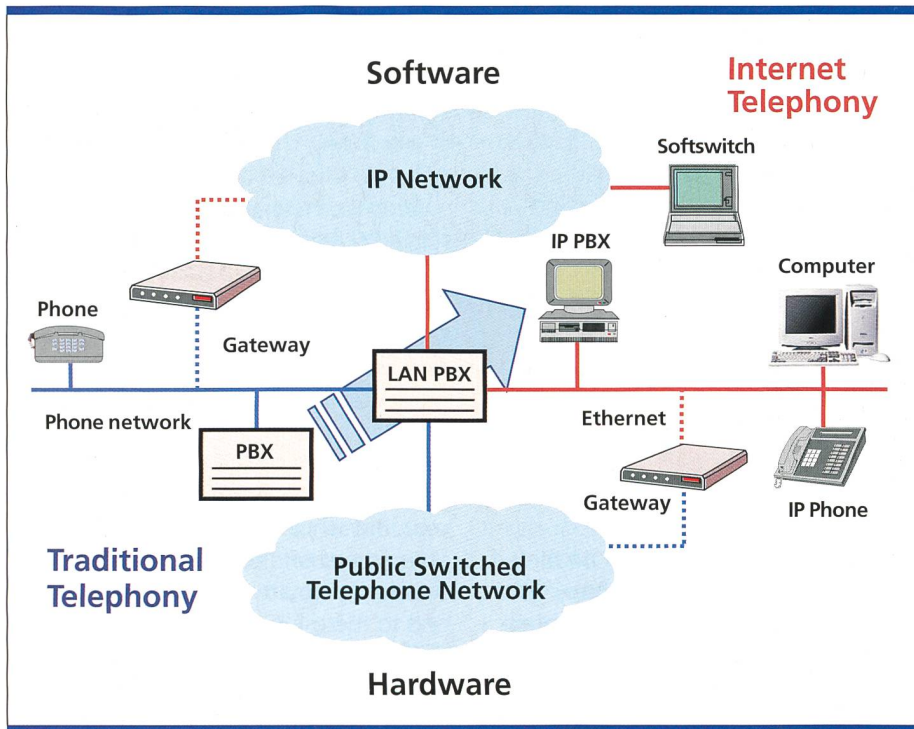 Software
Internet
Telephony
Softswitch
IP Network
IP PBX
Computer
Phone
Gateway
LAN PBX
Phone network
Ethernet
PBX
Gateway
IP Phone
Traditional
Telephony
Public Switched
Telephone Network
Hardware